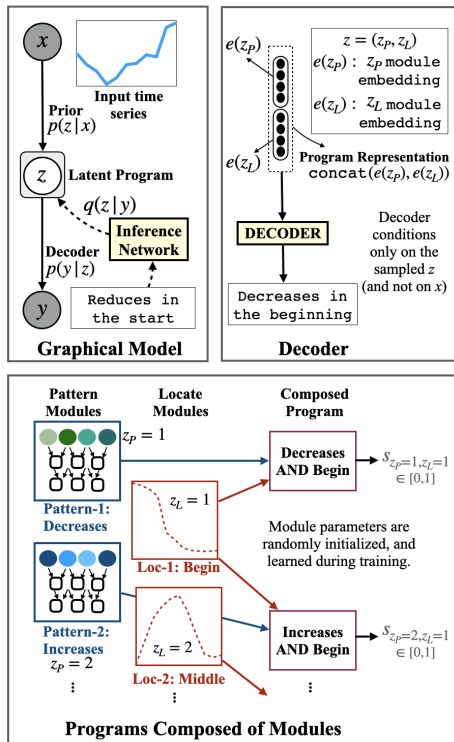 x
Input time
series
Prior
p(z|x)
z
Latent Program
q(z|y)
Inference
Network
Decoder
p(y|z)
y
Reduces in
the start
Graphical Model
e(z_P)
e(z_L)
z = (z_P, z_L)
e(z_P) : z_P module
embedding
e(z_L) : z_L module
embedding
Program Representation
concat(e(z_P), e(z_L))
DECODER
Decreases in
the beginning
Decoder
conditions
only on the
sampled z
(and not on x)
Decoder
Pattern
Modules
Locate
Modules
Composed
Program
z_P = 1
Pattern-1:
Decreases
z_L = 1
Loc-1: Begin
Decreases
AND Begin
s_{z_P=1,z_L=1}
∈ [0,1]
Module parameters are
randomly initialized, and
learned during training.
Pattern-2:
Increases
z_P = 2
z_L = 2
Loc-2: Middle
Increases
AND Begin
s_{z_P=2,z_L=1}
∈ [0,1]
Programs Composed of Modules